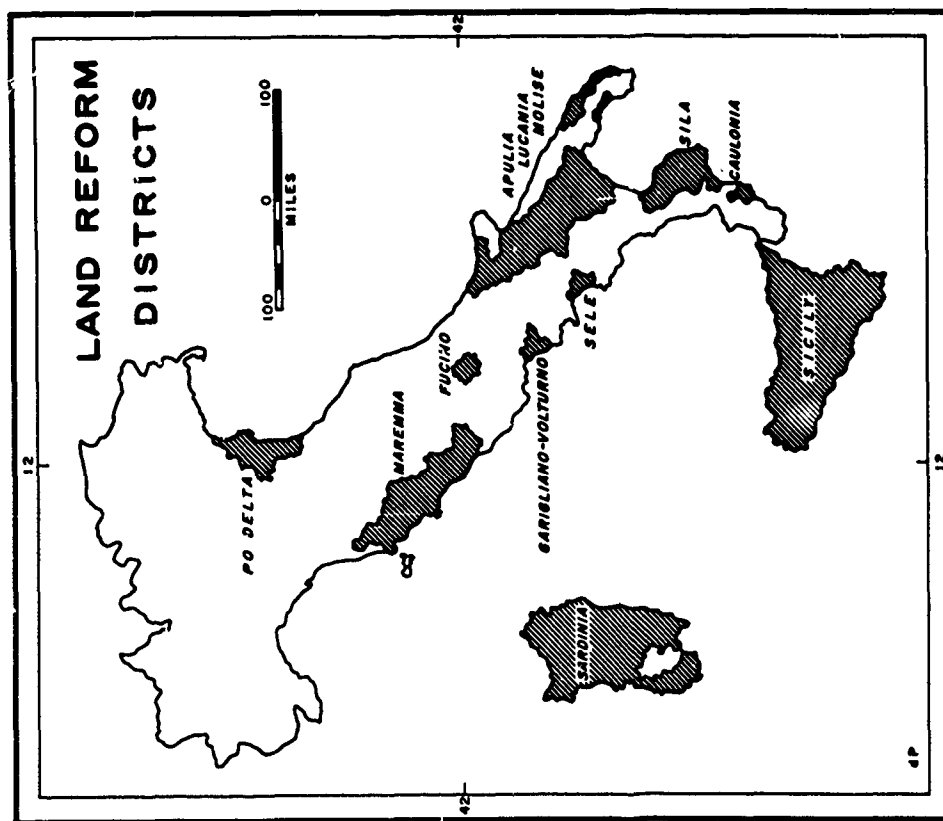 LAND REFORM
DISTRICTS
100 0 100
MILES
12
42
PO DELTA
MAREMMA
FUCINO
APULIA
LUCANIA
MOLISE
GARIGLIANO-VOLTURNO
SELE
SILA
CAULONIA
SARDINIA
SICILY
42
12
dP